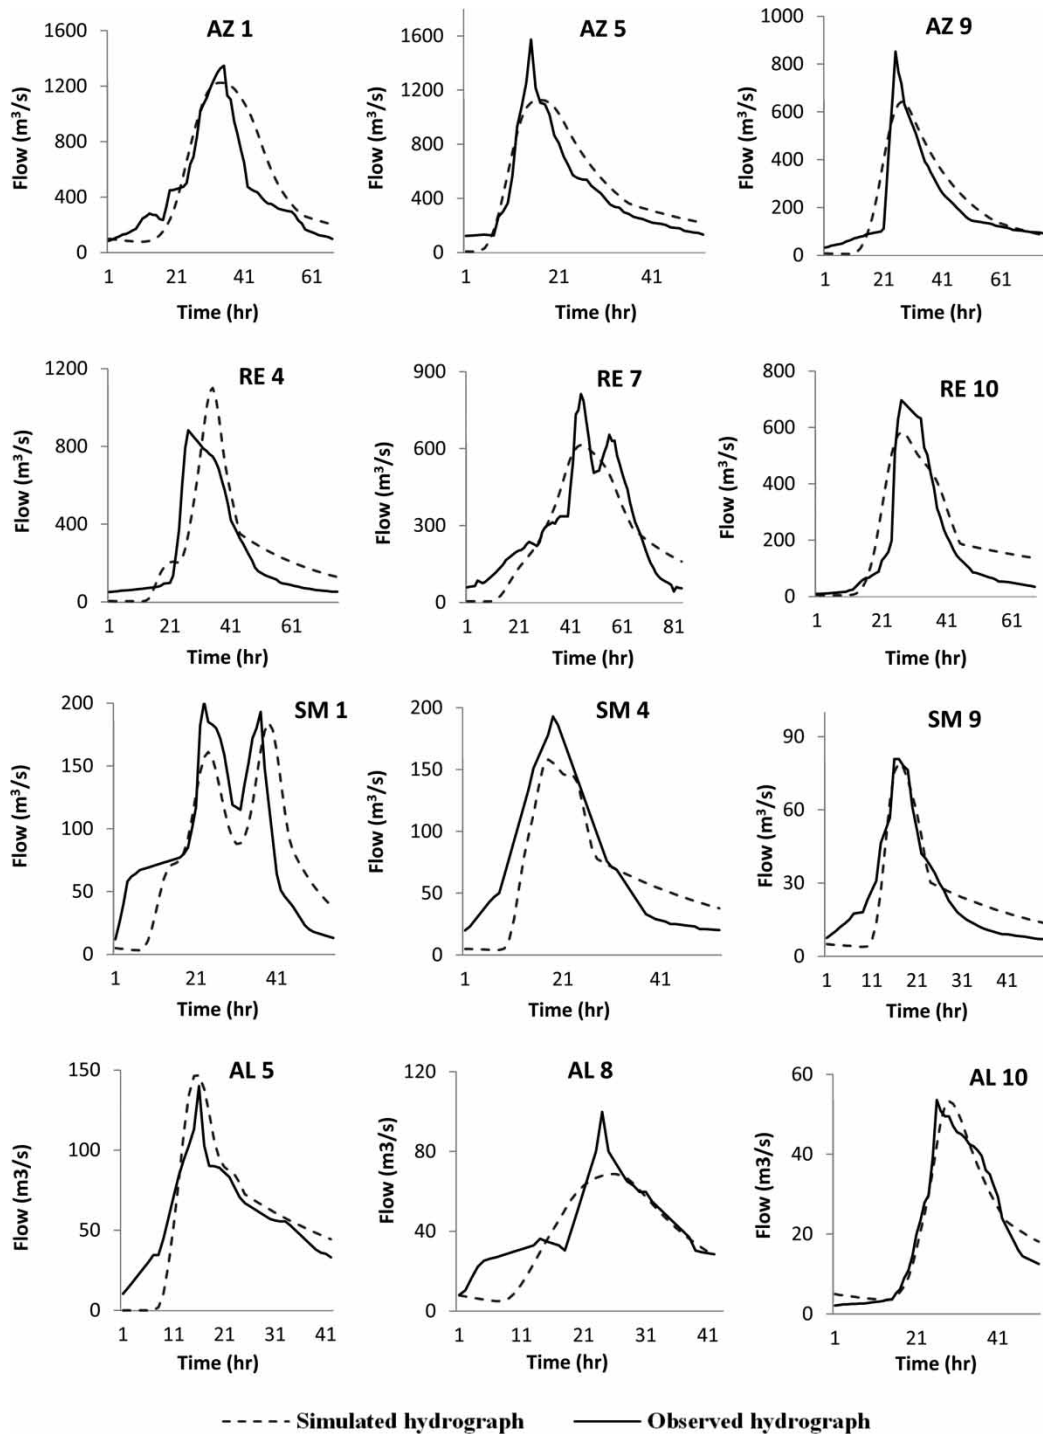 AZ 1
1600
1200
800
400
0
Flow (m³/s)
1 21 41 61
Time (hr)
AZ 5
1600
1200
800
400
0
Flow (m³/s)
1 21 41
Time (hr)
AZ 9
1000
800
600
400
200
0
Flow (m³/s)
1 21 41 61
Time (hr)
RE 4
1200
800
400
0
Flow (m³/s)
1 21 41 61
Time (hr)
RE 7
900
600
300
0
Flow (m³/s)
1 21 41 61 81
Time (hr)
RE 10
800
600
400
200
0
Flow (m³/s)
1 21 41 61
Time (hr)
SM 1
200
150
100
50
0
Flow (m³/s)
1 21 41
Time (hr)
SM 4
200
150
100
50
0
Flow (m³/s)
1 21 41
Time (hr)
SM 9
90
60
30
0
Flow (m³/s)
1 11 21 31 41
Time (hr)
AL 5
150
100
50
0
Flow (m3/s)
1 11 21 31 41
Time (hr)
AL 8
120
80
40
0
Flow (m3/s)
1 11 21 31 41
Time (hr)
AL 10
60
40
20
0
Flow (m3/s)
1 21 41
Time (hr)
Simulated hydrograph Observed hydrograph